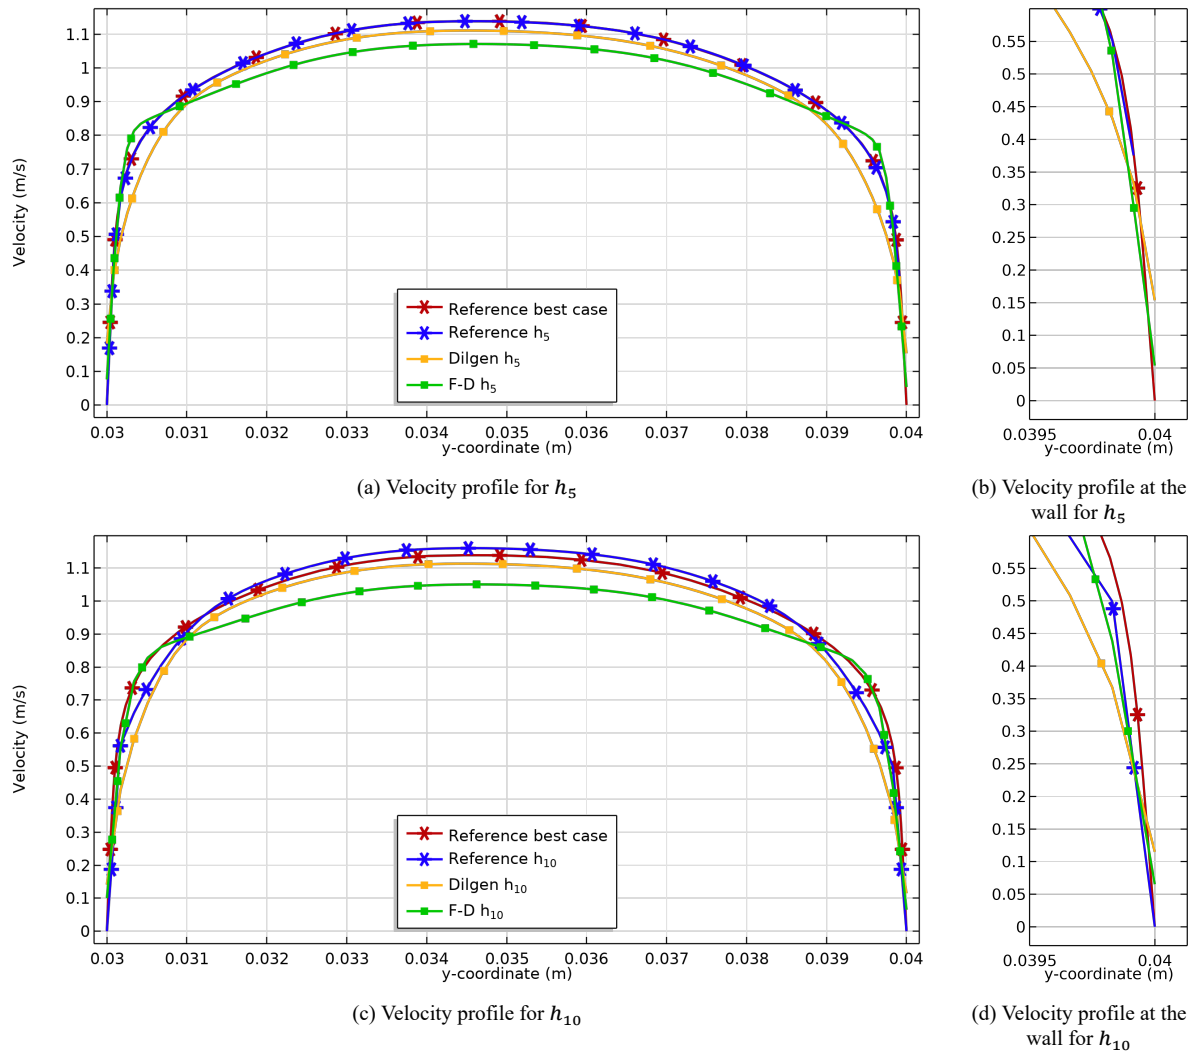 1.1
1
0.9
0.8
0.7
0.6
0.5
0.4
0.3
0.2
0.1
0
Velocity (m/s)
Reference best case
Reference h₅
Dilgen h₅
F-D h₅
0.03 0.031 0.032 0.033 0.034 0.035 0.036 0.037 0.038 0.039 0.04
y-coordinate (m)
(a) Velocity profile for h₅
0.55
0.5
0.45
0.4
0.35
0.3
0.25
0.2
0.15
0.1
0.05
0
0.0395 0.04
y-coordinate (m)
(b) Velocity profile at the
wall for h₅
1.1
1
0.9
0.8
0.7
0.6
0.5
0.4
0.3
0.2
0.1
0
Velocity (m/s)
Reference best case
Reference h₁₀
Dilgen h₁₀
F-D h₁₀
0.03 0.031 0.032 0.033 0.034 0.035 0.036 0.037 0.038 0.039 0.04
y-coordinate (m)
(c) Velocity profile for h₁₀
0.55
0.5
0.45
0.4
0.35
0.3
0.25
0.2
0.15
0.1
0.05
0
0.0395 0.04
y-coordinate (m)
(d) Velocity profile at the
wall for h₁₀